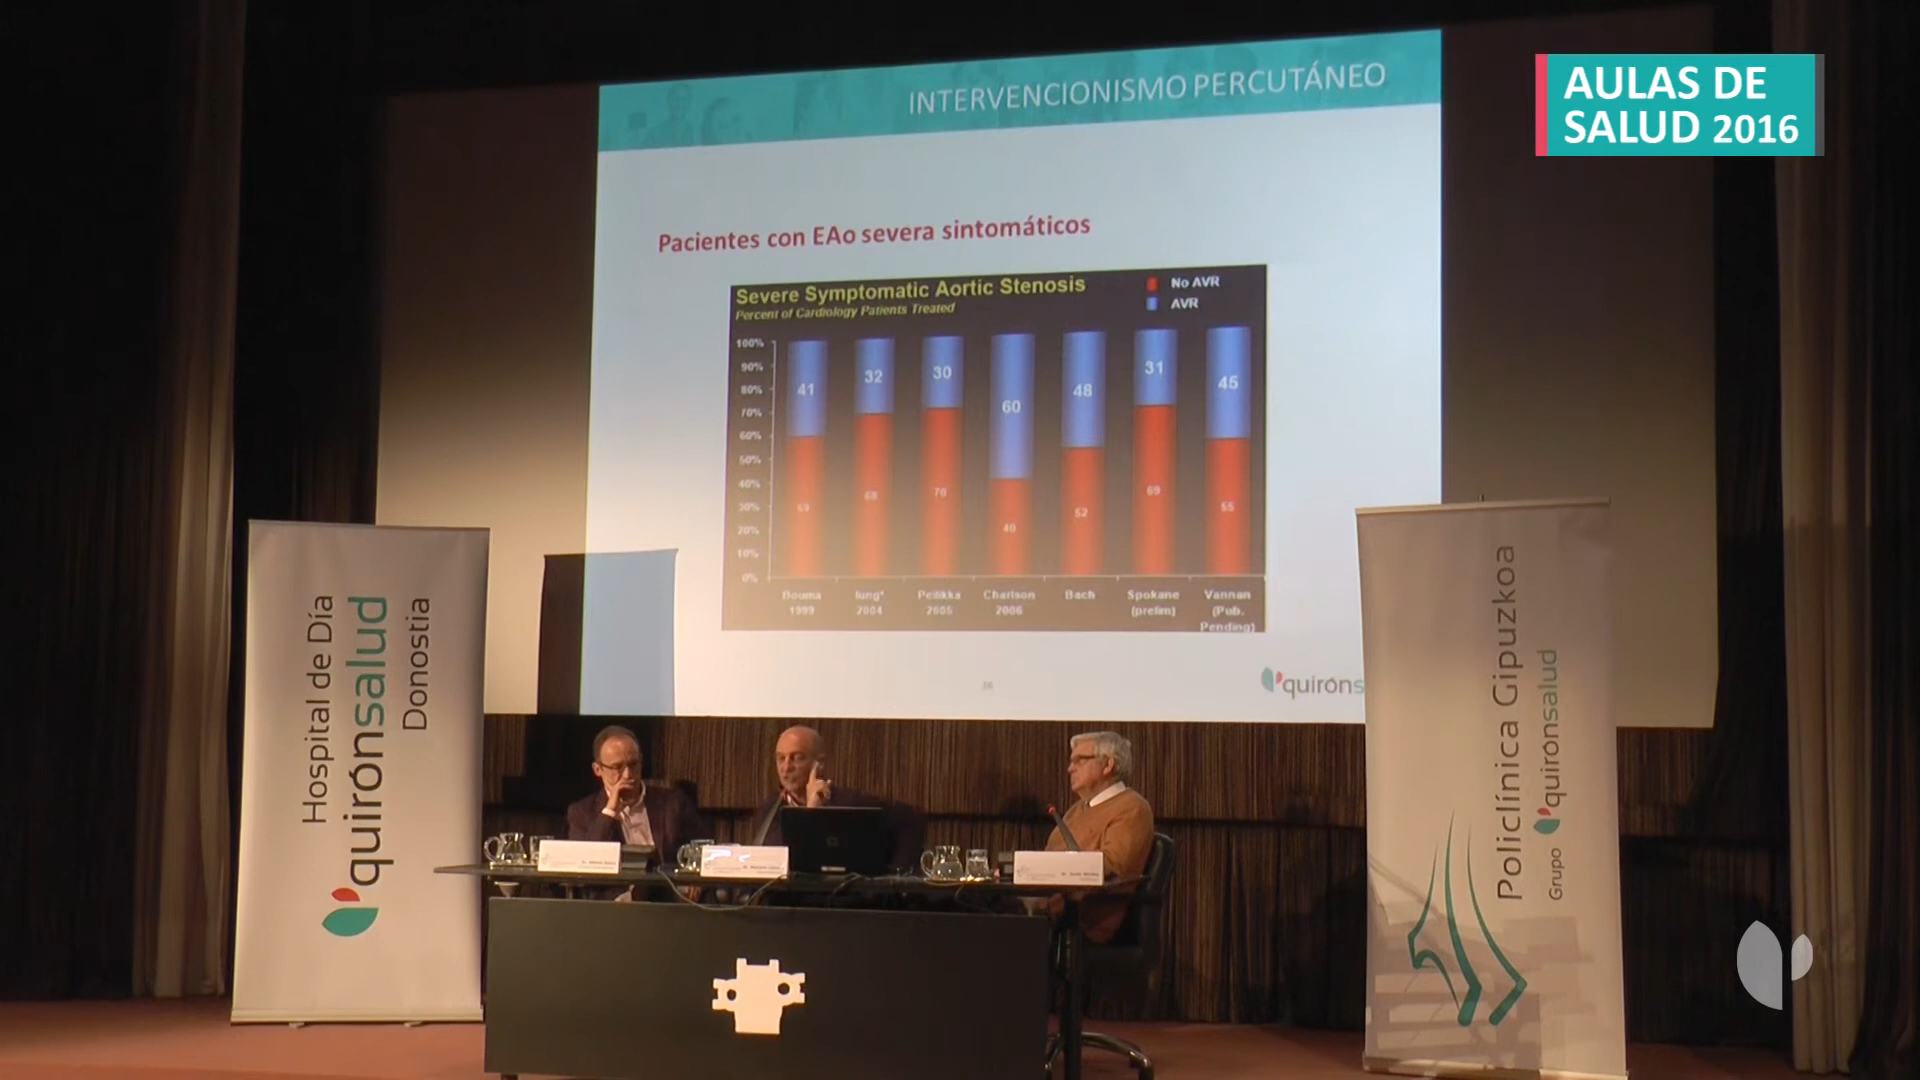 AULAS DE
SALUD 2016
INTERVENCIONISMO PERCUTÁNEO
Pacientes con EAo severa sintomáticos
Severe Symptomatic Aortic Stenosis
Percent of Cardiology Patients Treated
No AVR
AVR
100%
90%
80%
70%
60%
50%
40%
30%
20%
10%
0%
41 32 30 60 48 31 45
68 70 40 52 69 55
Bouma
1999
Iung*
2004
Pellikka
2005
Charlson
2006
Bach
Spokane
(prelim)
Vannan
(Pub.
Pending)
36
quiróns
Hospital de Día
quirónsalud
Donostia
Policlínica Gipuzkoa
Grupo quirónsalud